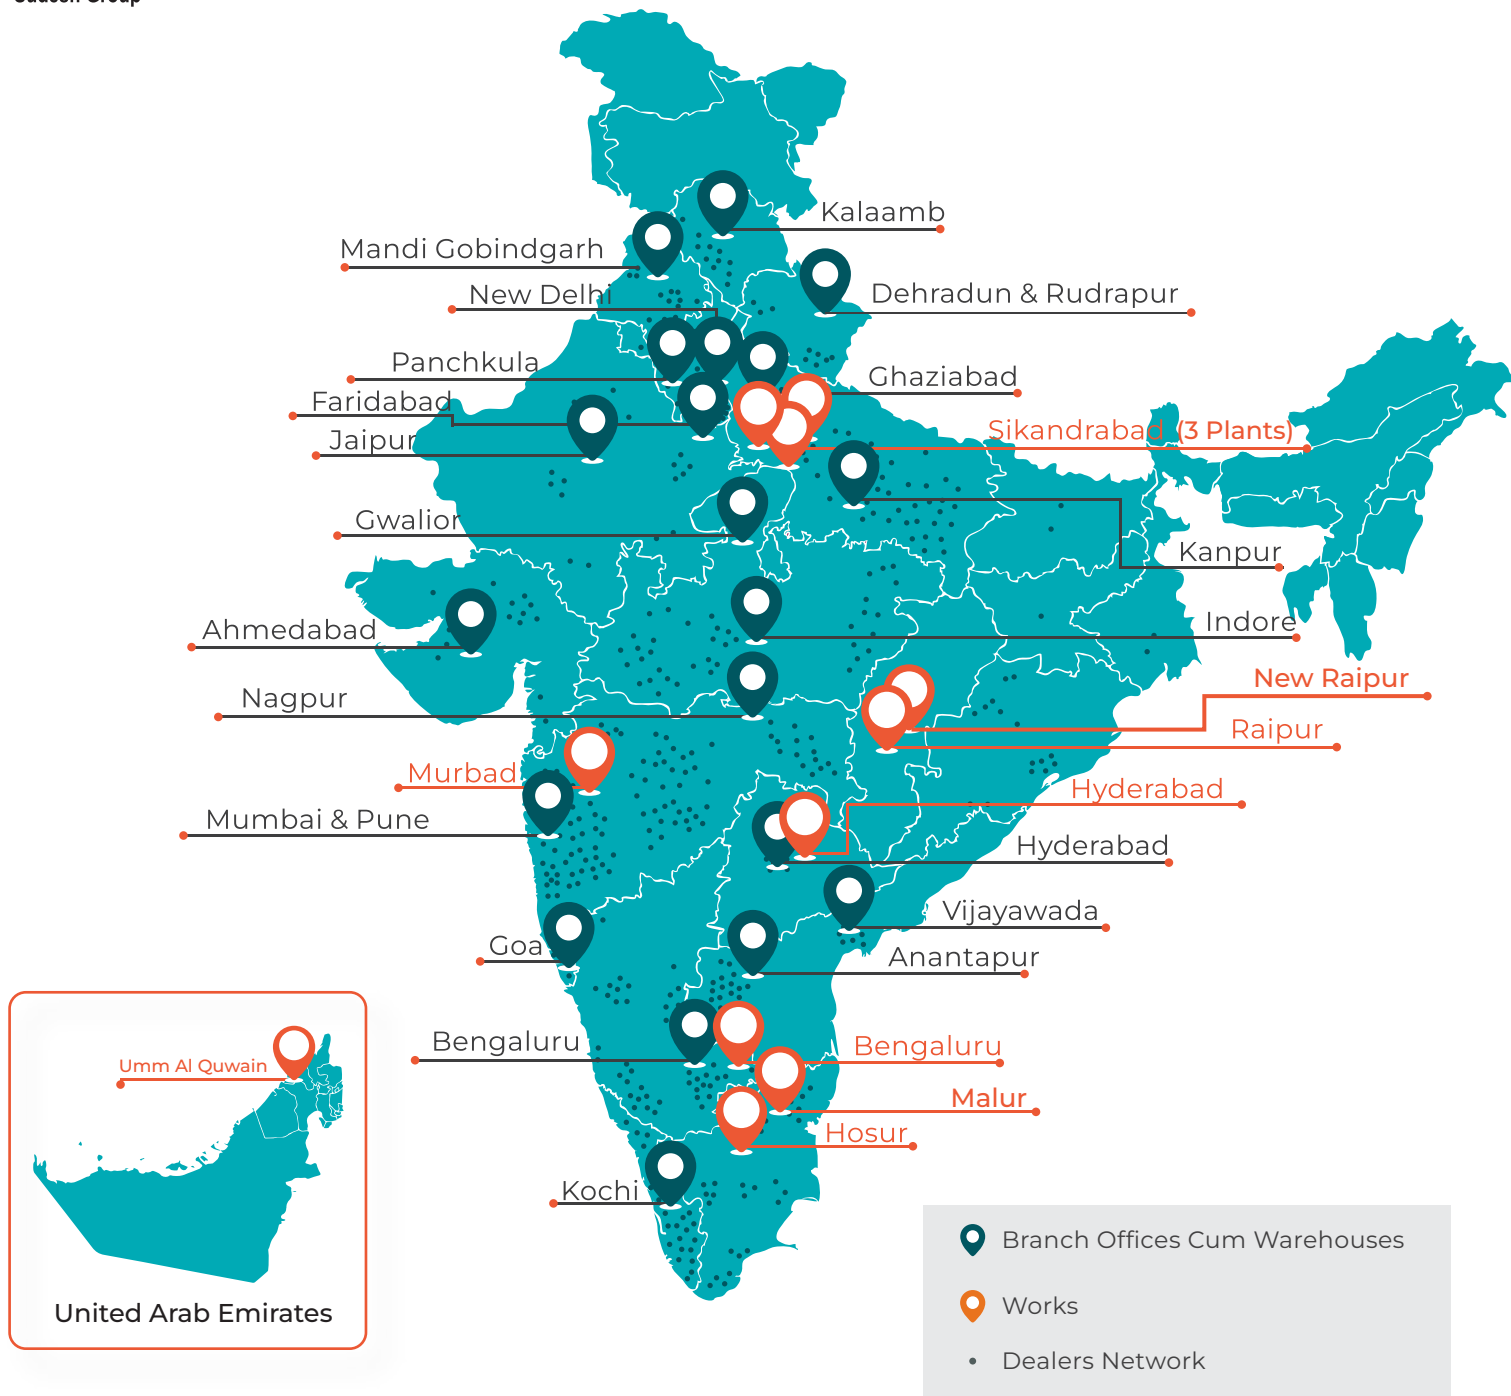 Kalaamb
Mandi Gobindgarh
New Delhi
Dehradun & Rudrapur
Panchkula
Ghaziabad
Faridabad
Sikandrabad (3 Plants)
Jaipur
Gwalior
Kanpur
Ahmedabad
Indore
New Raipur
Nagpur
Raipur
Murbad
Hyderabad
Mumbai & Pune
Hyderabad
Vijayawada
Goa
Anantapur
Bengaluru
Bengaluru
Umm Al Quwain
Malur
Hosur
Kochi
United Arab Emirates
Branch Offices Cum Warehouses
Works
Dealers Network